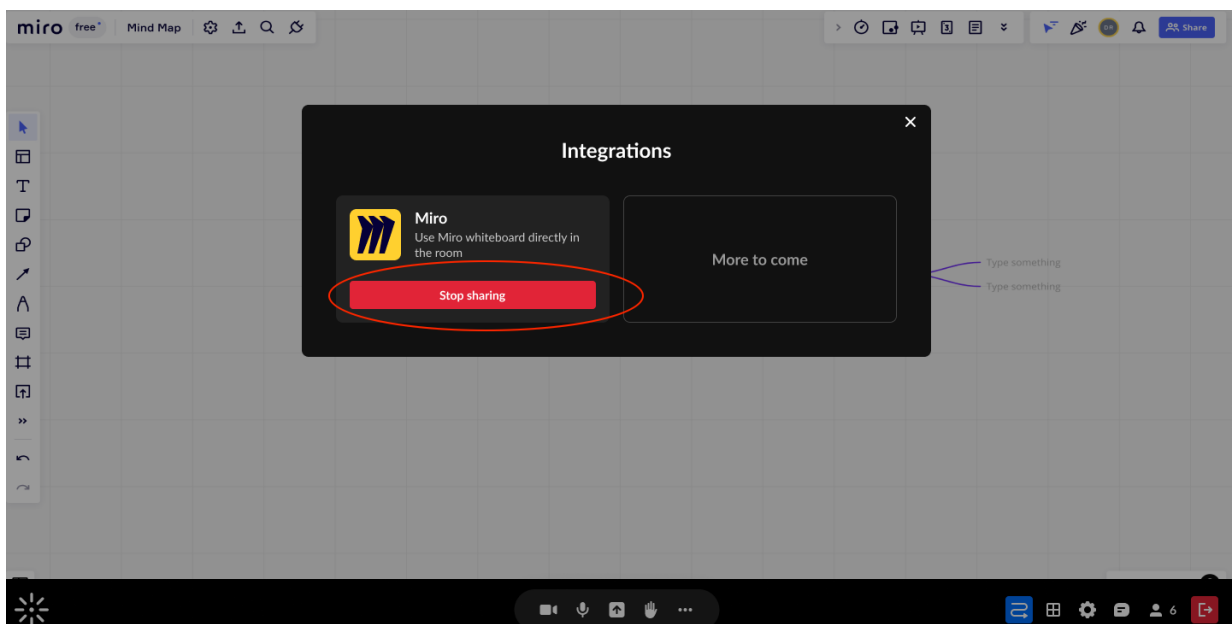 miro free Mind Map
Share
Integrations
Miro
Use Miro whiteboard directly in
the room
Stop sharing
More to come
Type something
Type something
6